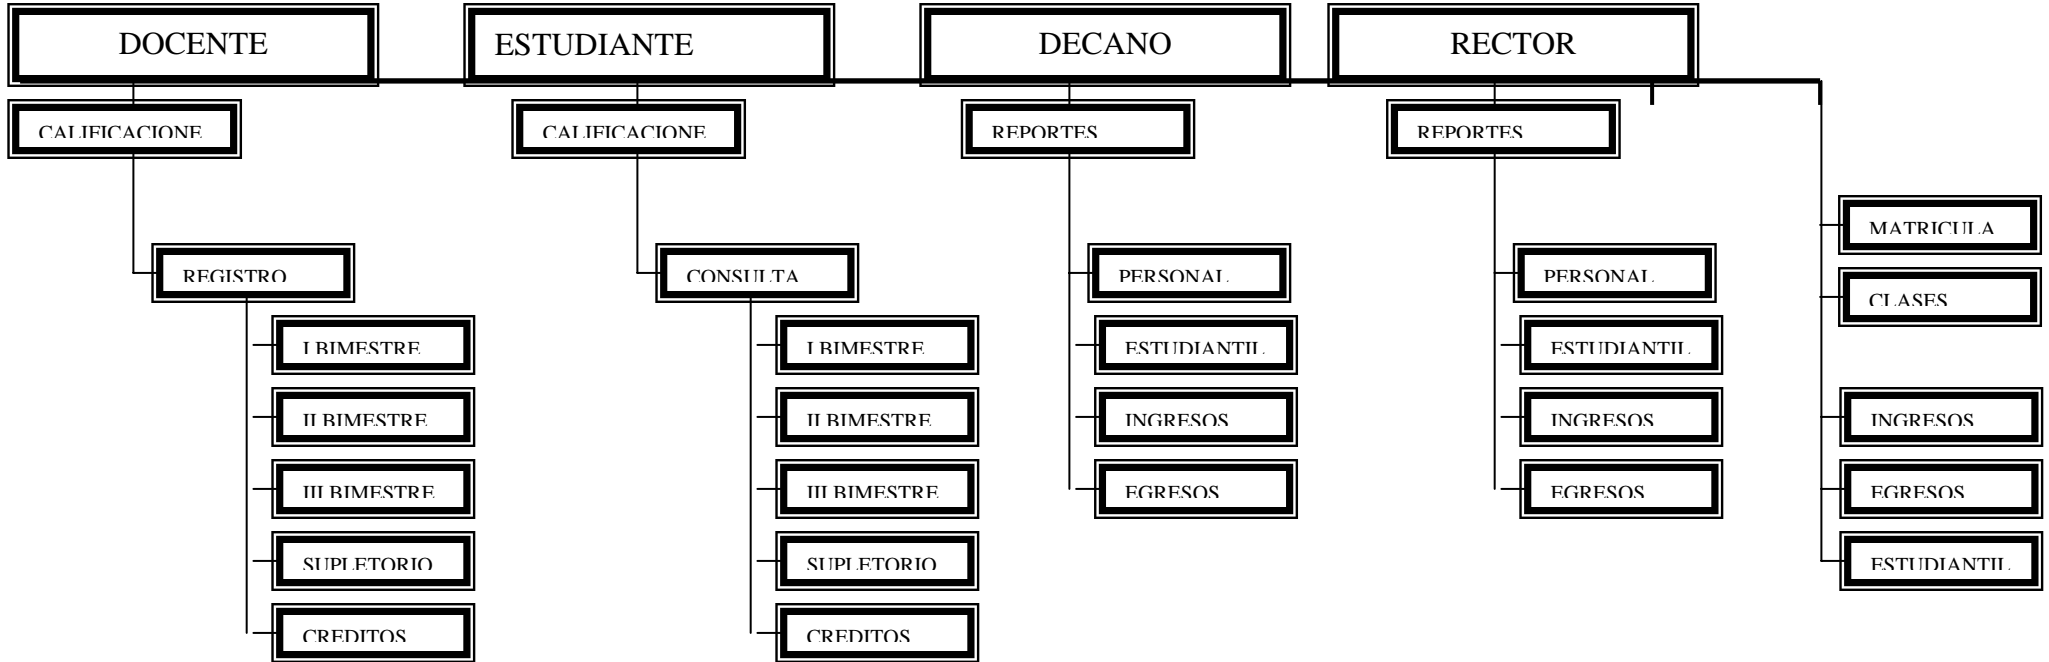 DOCENTE
CALIFICACIONE
REGISTRO
I BIMESTRE
II BIMESTRE
III BIMESTRE
SUPLETORIO
CREDITOS
ESTUDIANTE
CALIFICACIONE
CONSULTA
I BIMESTRE
II BIMESTRE
III BIMESTRE
SUPLETORIO
CREDITOS
DECANO
REPORTES
PERSONAL
ESTUDIANTIL
INGRESOS
EGRESOS
RECTOR
REPORTES
PERSONAL
ESTUDIANTIL
INGRESOS
EGRESOS
MATRICULA
CLASES
INGRESOS
EGRESOS
ESTUDIANTIL